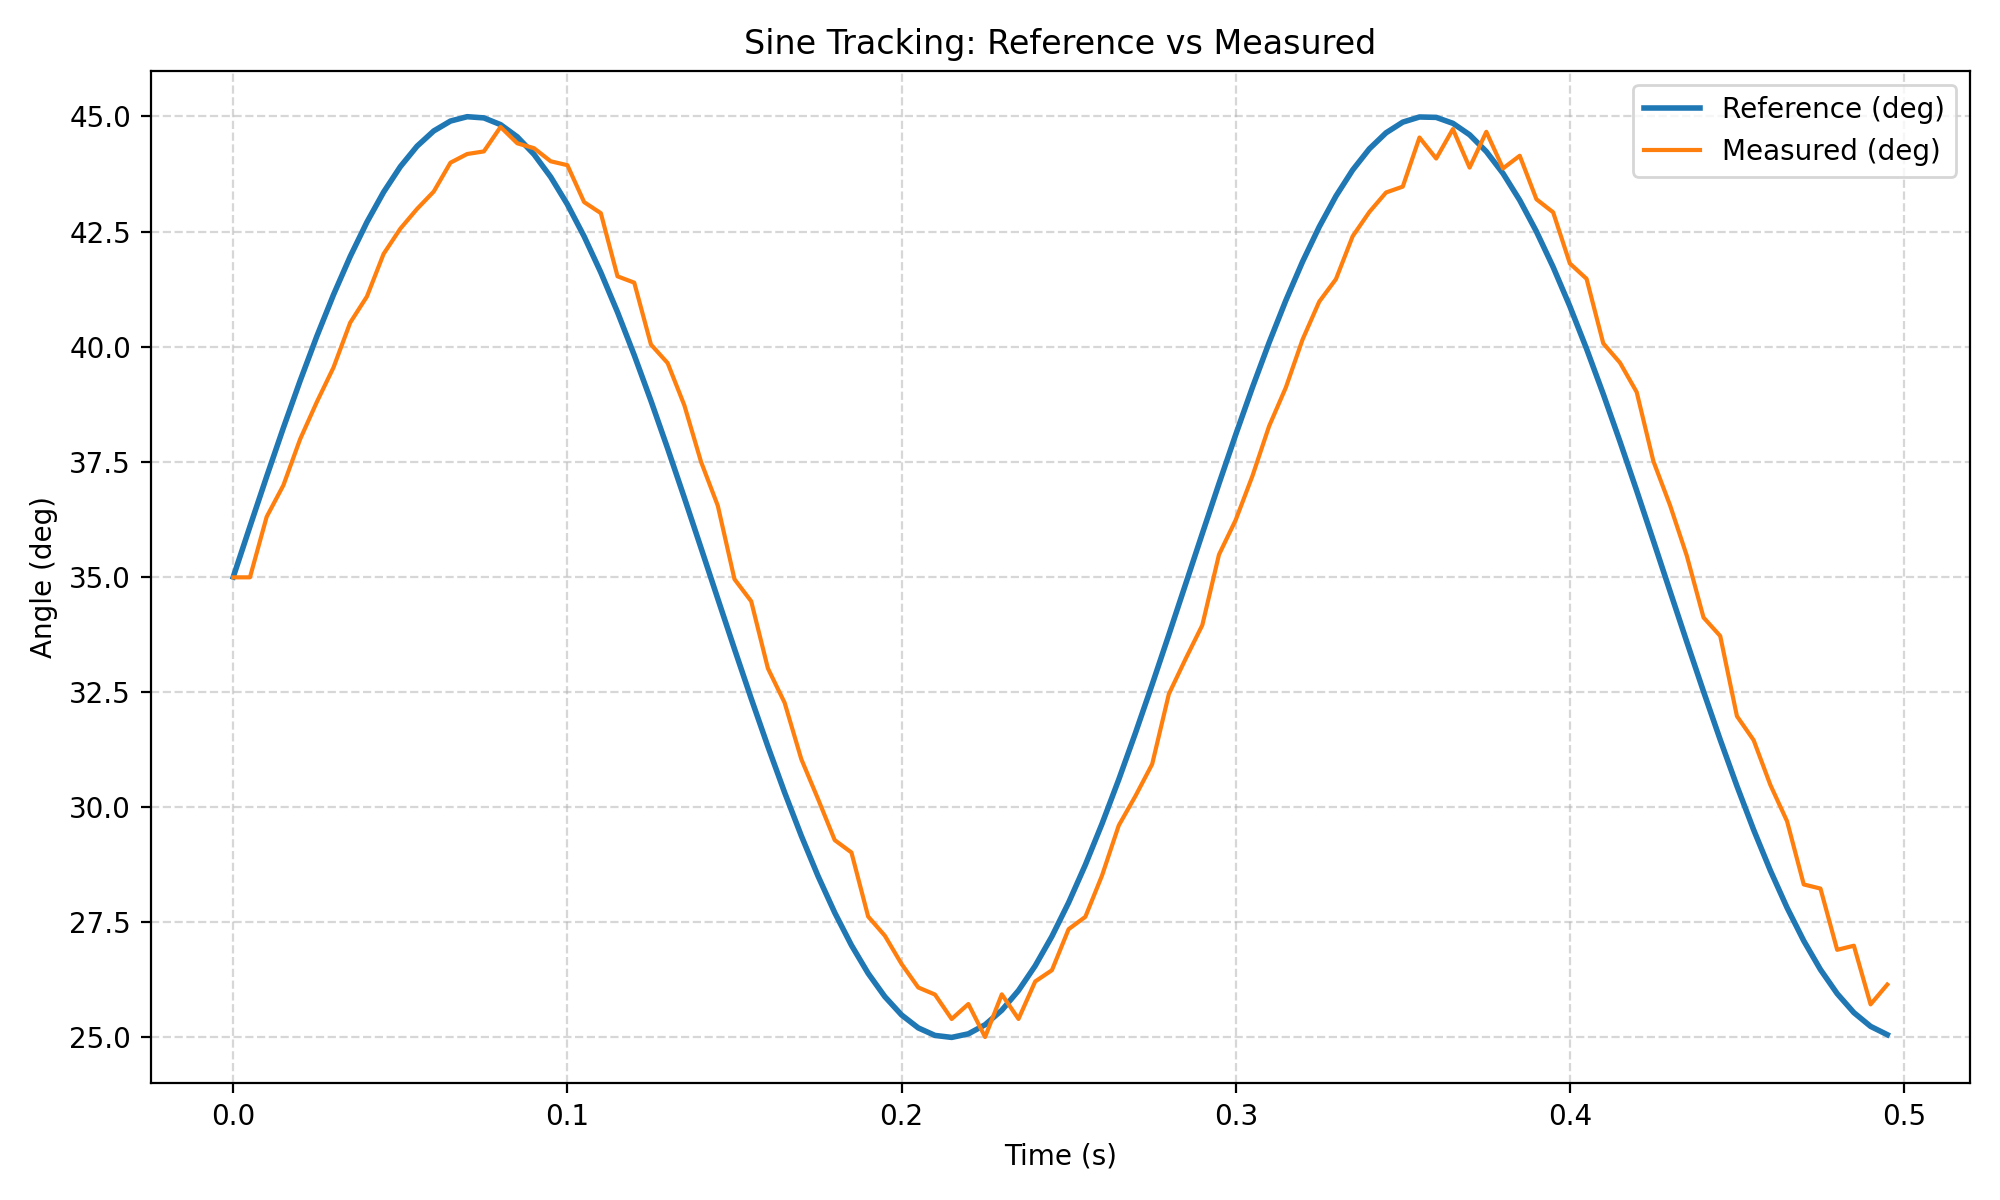 Sine Tracking: Reference vs Measured
Reference (deg)
Measured (deg)
45.0
42.5
40.0
37.5
35.0
32.5
30.0
27.5
25.0
Angle (deg)
0.0 0.1 0.2 0.3 0.4 0.5
Time (s)